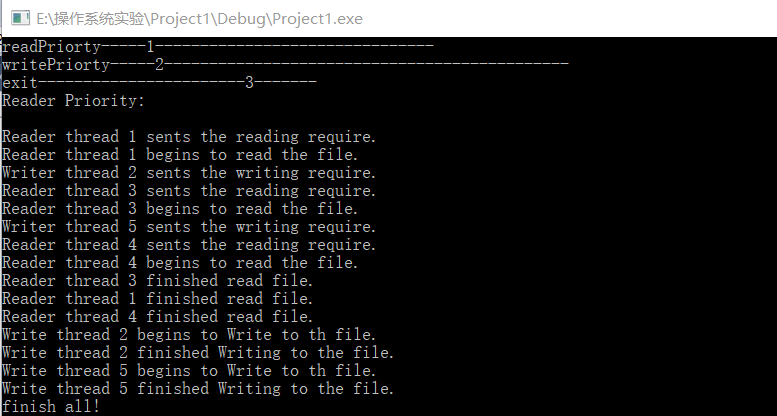 E:\操作系统实验\Project1\Debug\Project1.exe
readPriorty-----1-------------------------------
writePriorty-----2---------------------------------------------
exit-----------------------3-------
Reader Priority:
Reader thread 1 sents the reading require.
Reader thread 1 begins to read the file.
Writer thread 2 sents the writing require.
Reader thread 3 sents the reading require.
Reader thread 3 begins to read the file.
Writer thread 5 sents the writing require.
Reader thread 4 sents the reading require.
Reader thread 4 begins to read the file.
Reader thread 3 finished read file.
Reader thread 1 finished read file.
Reader thread 4 finished read file.
Write thread 2 begins to Write to th file.
Write thread 2 finished Writing to the file.
Write thread 5 begins to Write to th file.
Write thread 5 finished Writing to the file.
finish all!